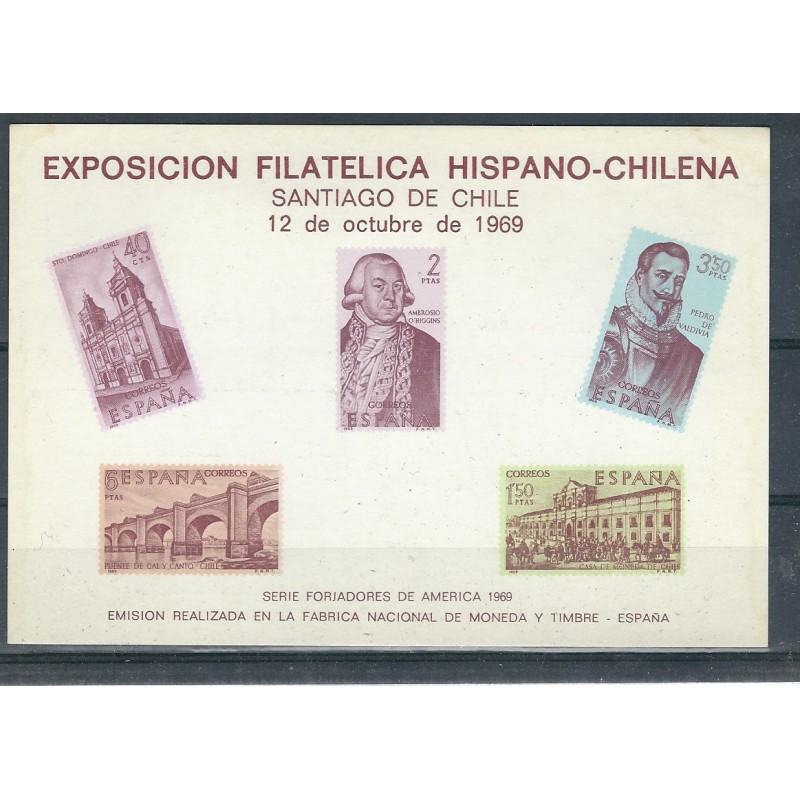 EXPOSICION FILATELICA HISPANO-CHILENA
SANTIAGO DE CHILE
12 de octubre de 1969
40
CTS
STO. DOMINGO - CHILE
CORREOS
ESPAÑA
F.N.M.T.
2
PTAS
AMBROSIO
O'HIGGINS
CORREOS
ESPAÑA
1969
F.N.M.T.
3'50
PTAS
PEDRO
DE
VALDIVIA
CORREOS
ESPAÑA
F.N.M.T.
6 ESPAÑA CORREOS
PTAS
PUENTE DE CAL Y CANTO - CHILE
1969 F.N.M.T.
CORREOS ESPAÑA
1'50
PTAS
CASA DE MONEDA DE CHILE
1969 F.N.M.T.
SERIE FORJADORES DE AMERICA 1969
EMISION REALIZADA EN LA FABRICA NACIONAL DE MONEDA Y TIMBRE - ESPAÑA